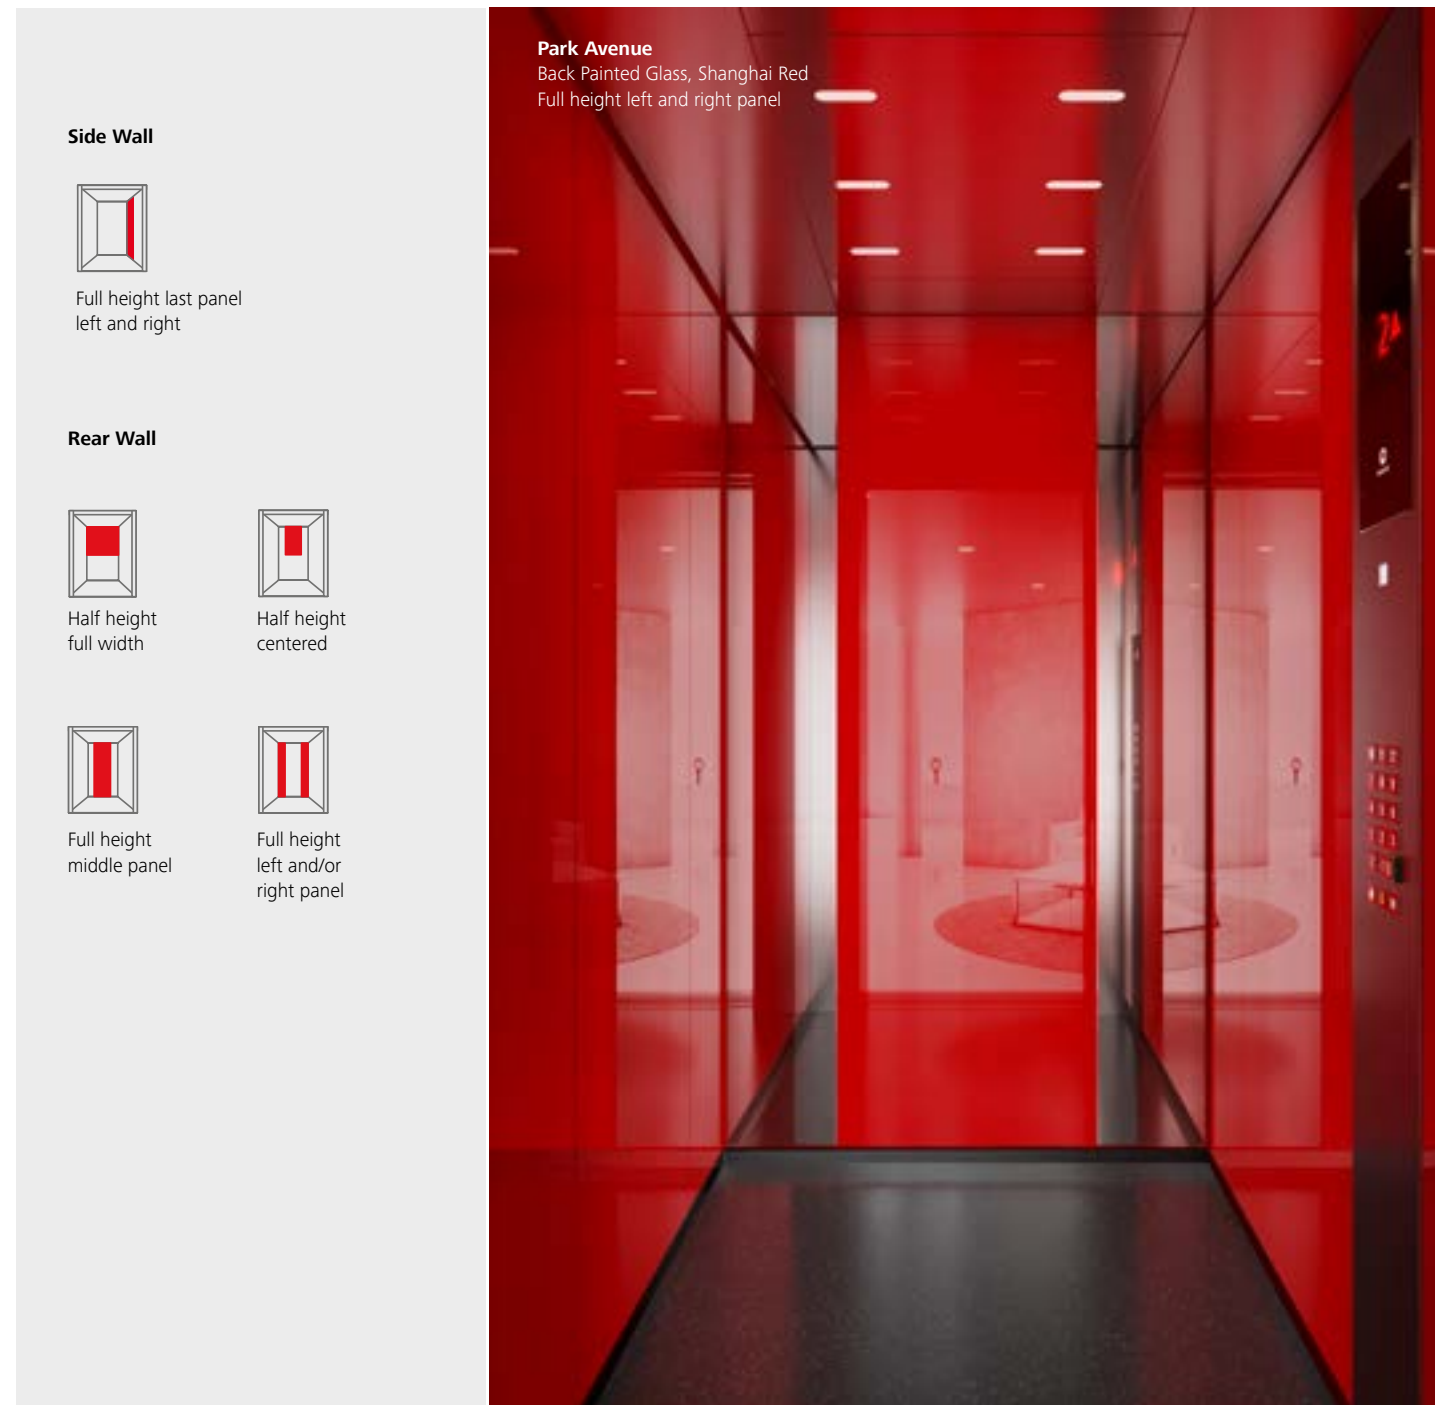 Park Avenue
Back Painted Glass, Shanghai Red
Full height left and right panel
Side Wall
Full height last panel
left and right
Rear Wall
Half height
full width
Half height
centered
Full height
middle panel
Full height
left and/or
right panel